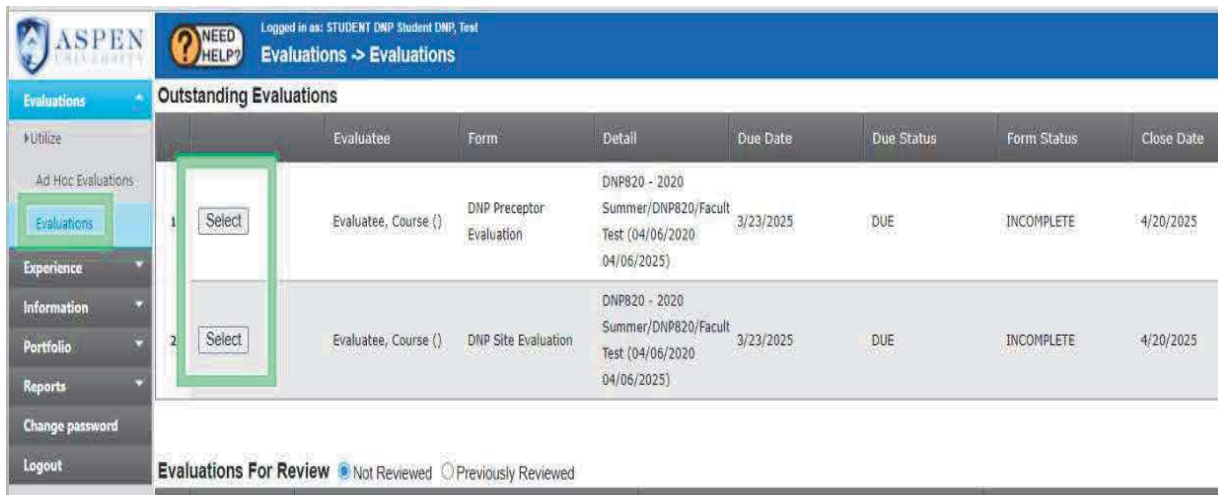 ASPEN
UNIVERSITY
NEED
HELP?
Logged in as: STUDENT DNP Student DNP, Test
Evaluations -> Evaluations
Evaluations
Utilize
Ad Hoc Evaluations
Evaluations
Experience
Information
Portfolio
Reports
Change password
Logout
Outstanding Evaluations
Evaluatee Form Detail Due Date Due Status Form Status Close Date
1 Select Evaluatee, Course () DNP Preceptor Evaluation DNP820 - 2020 Summer/DNP820/Facult Test (04/06/2020 04/06/2025) 3/23/2025 DUE INCOMPLETE 4/20/2025
2 Select Evaluatee, Course () DNP Site Evaluation DNP820 - 2020 Summer/DNP820/Facult Test (04/06/2020 04/06/2025) 3/23/2025 DUE INCOMPLETE 4/20/2025
Evaluations For Review Not Reviewed Previously Reviewed